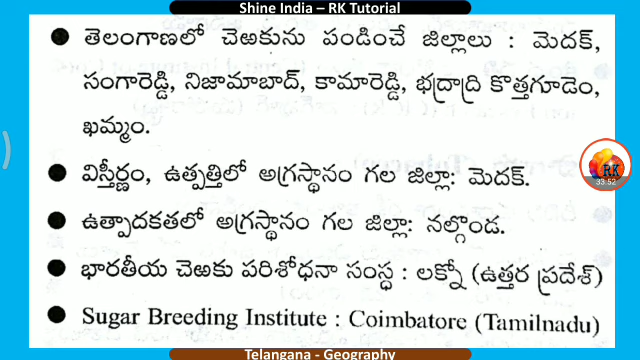 Shine India – RK Tutorial
● తెలంగాణలో చెఱకును పండించే జిల్లాలు : మెదక్,
సంగారెడ్డి, నిజామాబాద్, కామారెడ్డి, భద్రాద్రి కొత్తగూడెం,
ఖమ్మం.
● విస్తీర్ణం, ఉత్పత్తిలో అగ్రస్థానం గల జిల్లా: మెదక్.
RK
33:52
● ఉత్పాదకతలో అగ్రస్థానం గల జిల్లా: నల్గొండ.
● భారతీయ చెఱకు పరిశోధనా సంస్థ : లక్నో (ఉత్తర ప్రదేశ్)
● Sugar Breeding Institute : Coimbatore (Tamilnadu)
Telangana - Geography